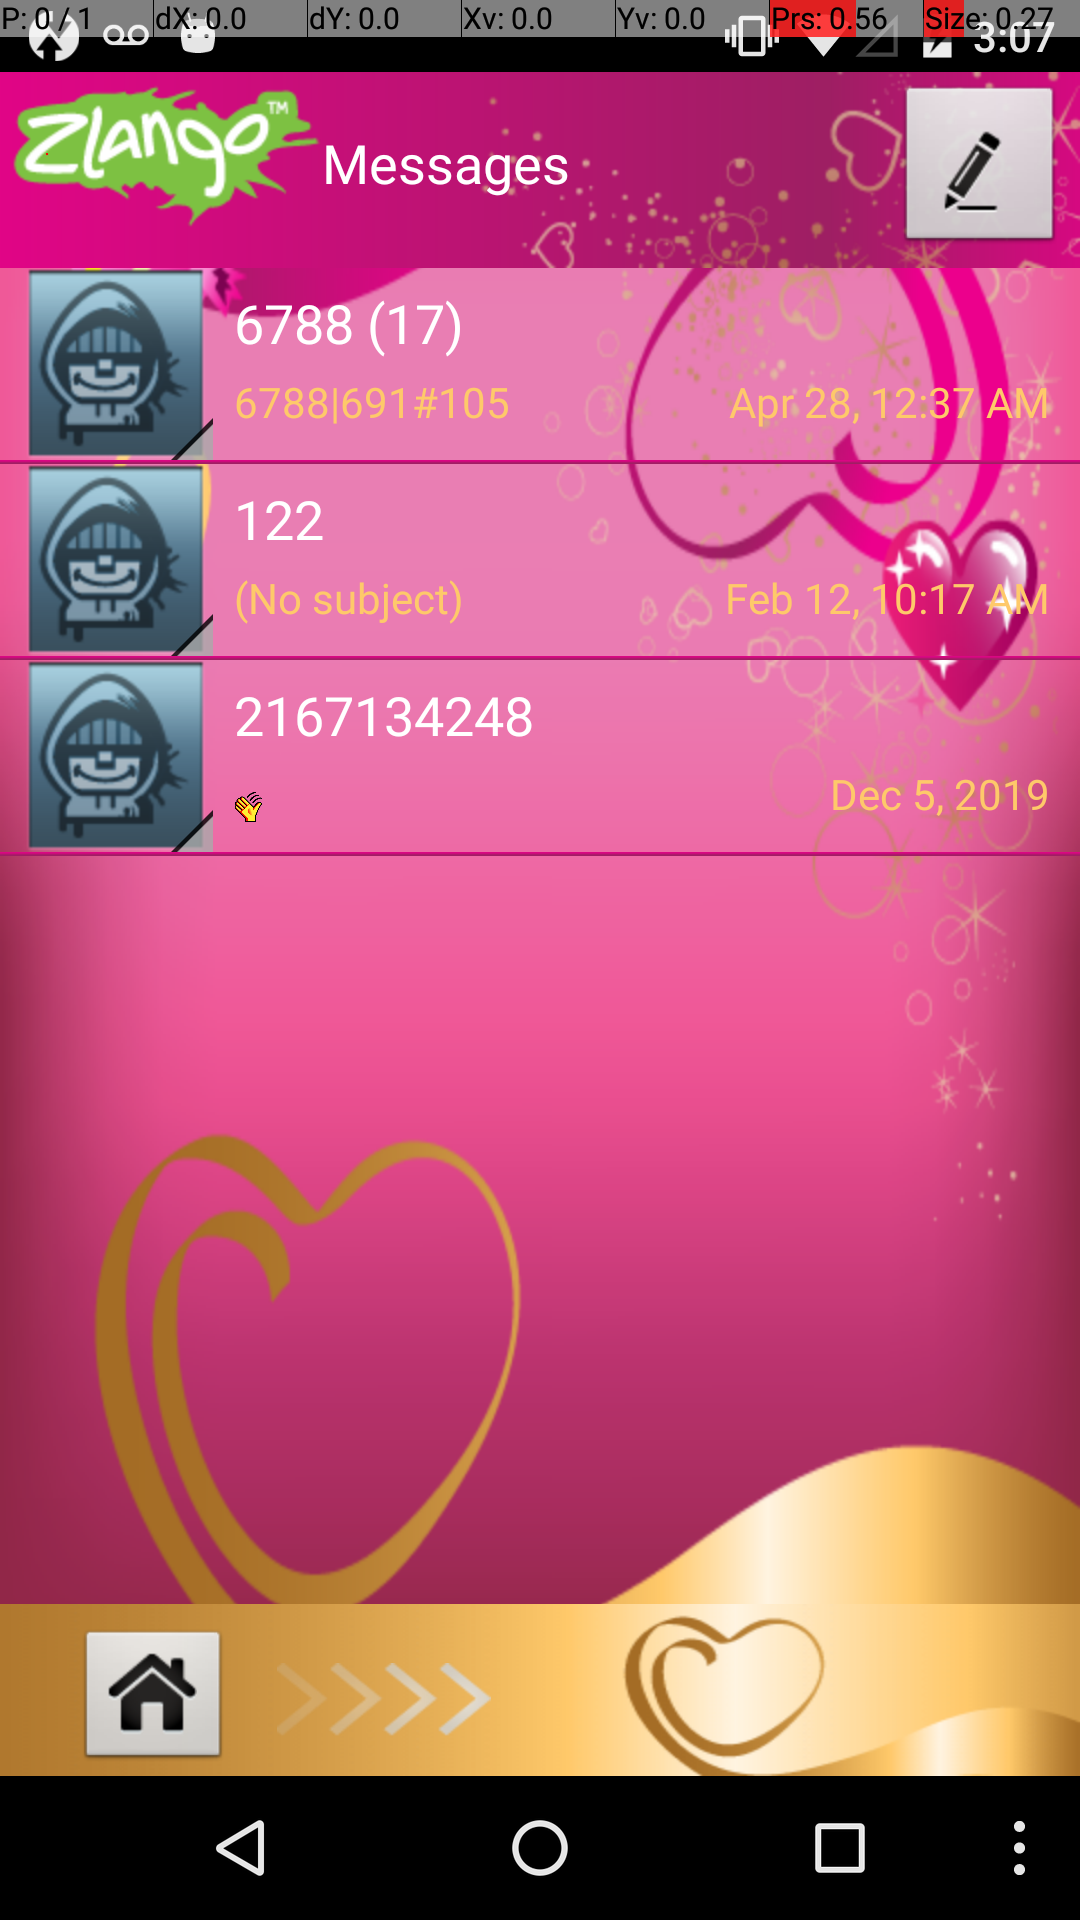 P: 0 / 1 dX: 0.0 dY: 0.0 Xv: 0.0 Yv: 0.0 Prs: 0.56 Size: 0.27
3:07
Zlango™
Messages
6788 (17)
6788|691#105 Apr 28, 12:37 AM
122
(No subject) Feb 12, 10:17 AM
2167134248
Dec 5, 2019